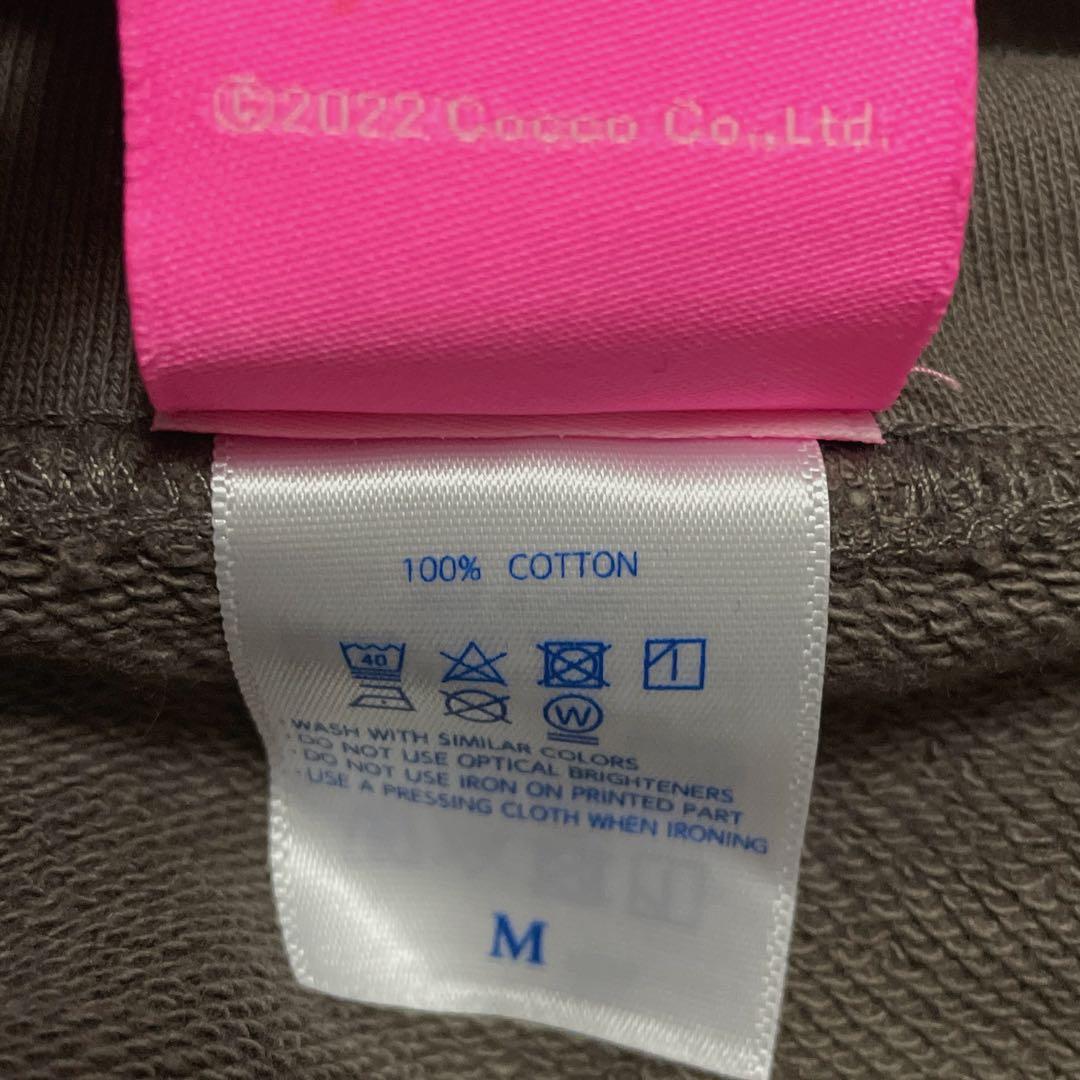 ©2022 Cocco Co.,Ltd.
100% COTTON
40
W
·WASH WITH SIMILAR COLORS
·DO NOT USE OPTICAL BRIGHTENERS
·DO NOT USE IRON ON PRINTED PART
·USE A PRESSING CLOTH WHEN IRONING
M